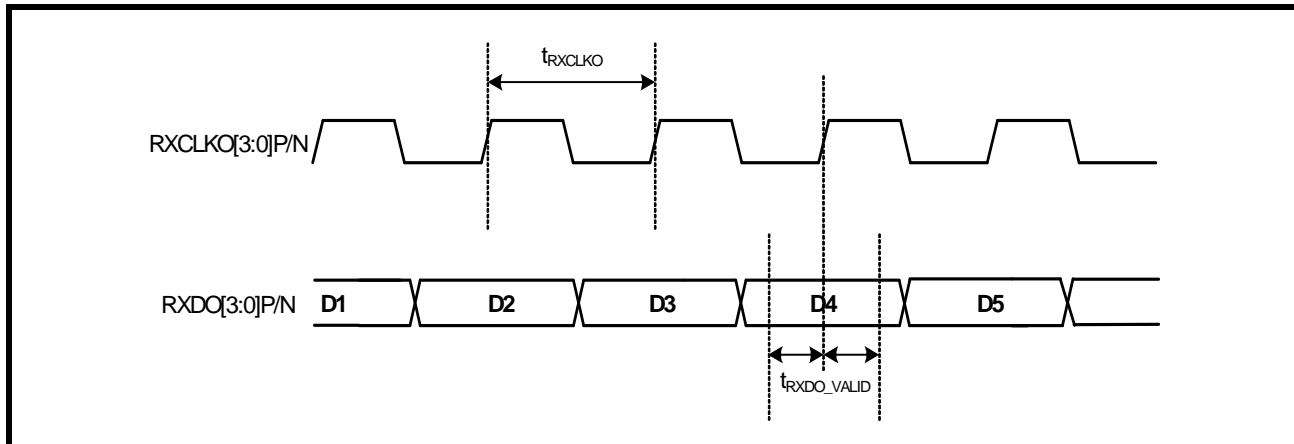 tRXCLKO
RXCLKO[3:0]P/N
RXDO[3:0]P/N
D1
D2
D3
D4
D5
tRXDO_VALID